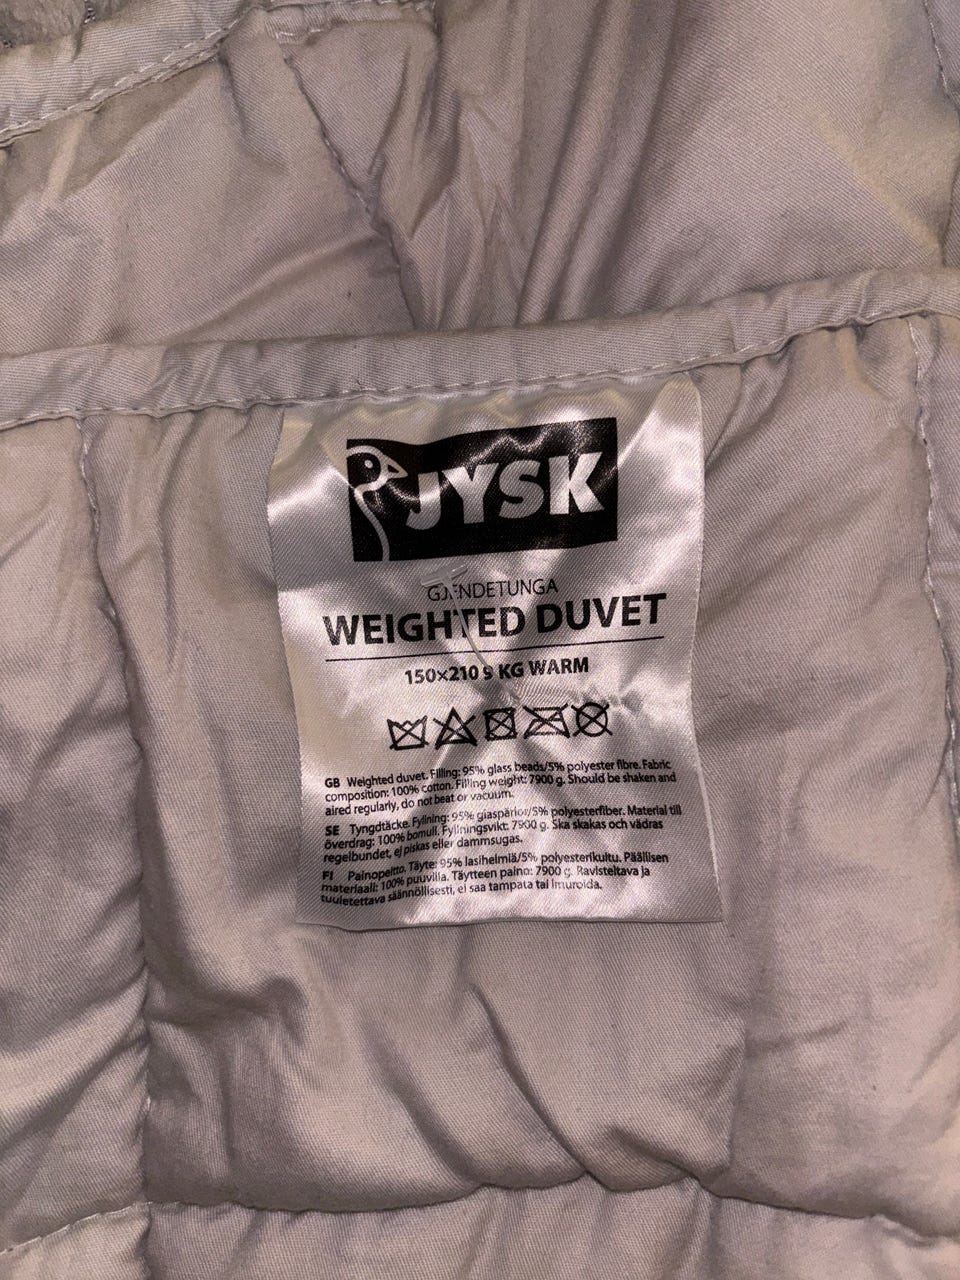 JYSK
GJENDETUNGA
WEIGHTED DUVET
150×210 9 KG WARM
GB Weighted duvet. Filling: 95% glass beads/5% polyester fibre. Fabric
composition: 100% cotton. Filling weight: 7900 g. Should be shaken and
aired regularly, do not beat or vacuum.
SE Tyngdtäcke. Fyllning: 95% glaspärlor/5% polyesterfiber. Material till
överdrag: 100% bomull. Fyllningsvikt: 7900 g. Ska skakas och vädras
regelbundet, ej piskas eller dammsugas.
FI Painopeitto. Täyte: 95% lasihelmiä/5% polyesterikuitu. Päällisen
materiaali: 100% puuvilla. Täytteen paino: 7900 g. Ravisteltava ja
tuuletettava säännöllisesti, ei saa tampata tai imuroida.